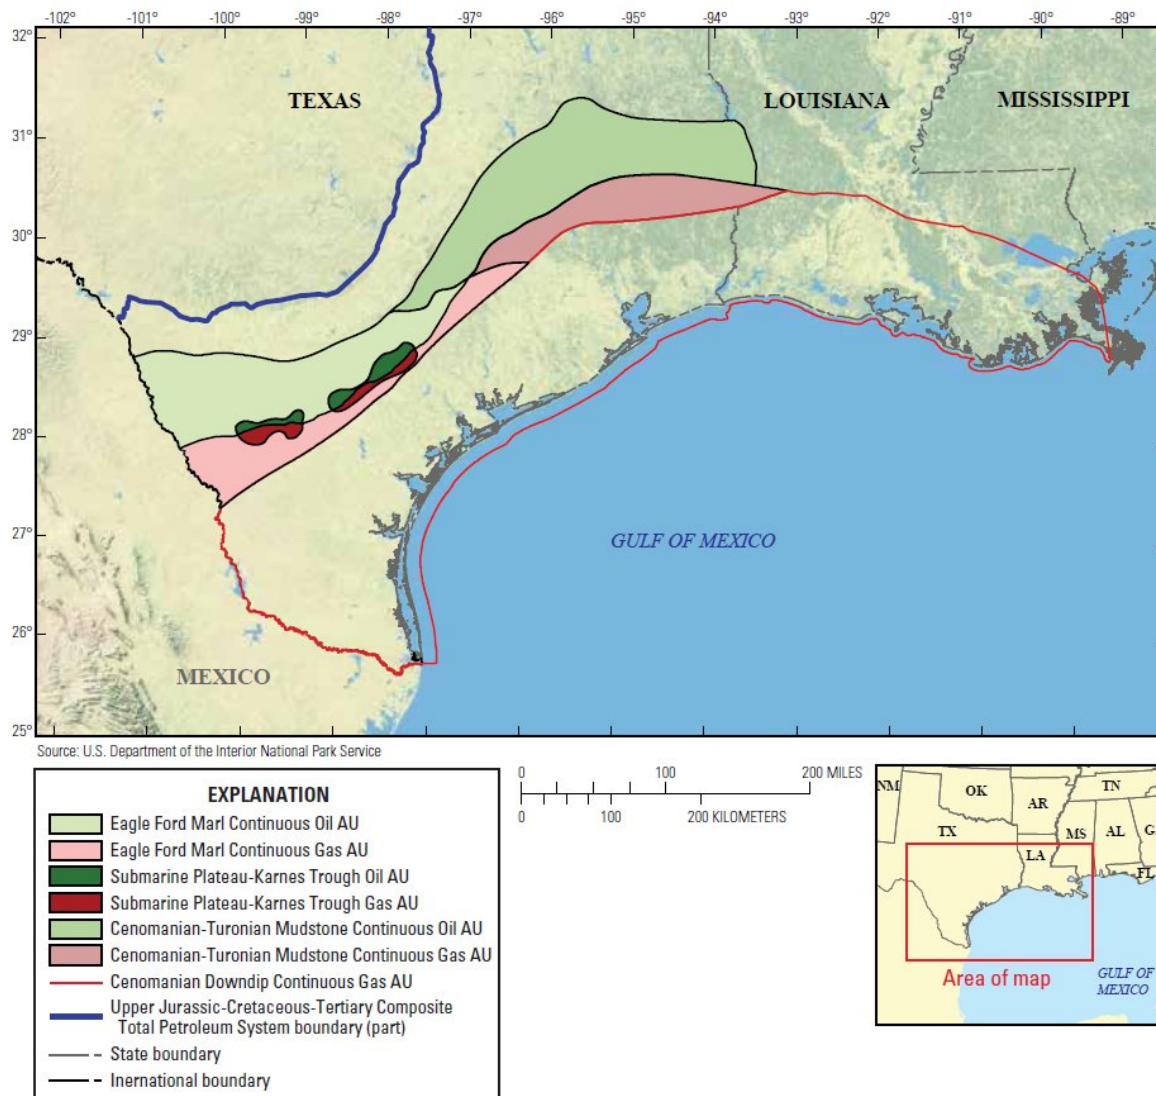 -102° -101° -100° -99° -98° -97° -96° -95° -94° -93° -92° -91° -90° -89°
32°
TEXAS LOUISIANA MISSISSIPPI
31°
30°
29°
28°
27°
GULF OF MEXICO
26°
MEXICO
25°
Source: U.S. Department of the Interior National Park Service
0 100 200 MILES
0 100 200 KILOMETERS
EXPLANATION
Eagle Ford Marl Continuous Oil AU
Eagle Ford Marl Continuous Gas AU
Submarine Plateau-Karnes Trough Oil AU
Submarine Plateau-Karnes Trough Gas AU
Cenomanian-Turonian Mudstone Continuous Oil AU
Cenomanian-Turonian Mudstone Continuous Gas AU
Cenomanian Downdip Continuous Gas AU
Upper Jurassic-Cretaceous-Tertiary Composite
Total Petroleum System boundary (part)
State boundary
Inernational boundary
NM OK AR TN
TX MS AL G
LA
FL
Area of map
GULF OF
MEXICO